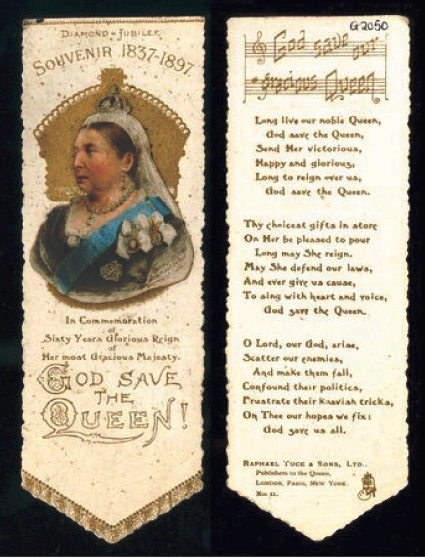 DIAMOND-JUBILEE
SOUVENIR 1837-1897
In Commemoration
of
Sixty Years Glorious Reign
of
Her most Gracious Majesty.
GOD SAVE
THE
QUEEN!
G2050
God save our
gracious Queen
Long live our noble Queen,
God save the Queen,
Send Her victorious,
Happy and glorious,
Long to reign over us,
God save the Queen.
Thy choicest gifts in store
On Her be pleased to pour
Long may She reign.
May She defend our laws,
And ever give us cause,
To sing with heart and voice,
God save the Queen.
O Lord, our God, arise,
Scatter our enemies,
And make them fall,
Confound their politics,
Frustrate their knavish tricks,
On Thee our hopes we fix:
God save us all.
RAPHAEL TUCK & SONS, LTD.,
Publishers to the Queen,
LONDON, PARIS, NEW YORK.
No: 11.